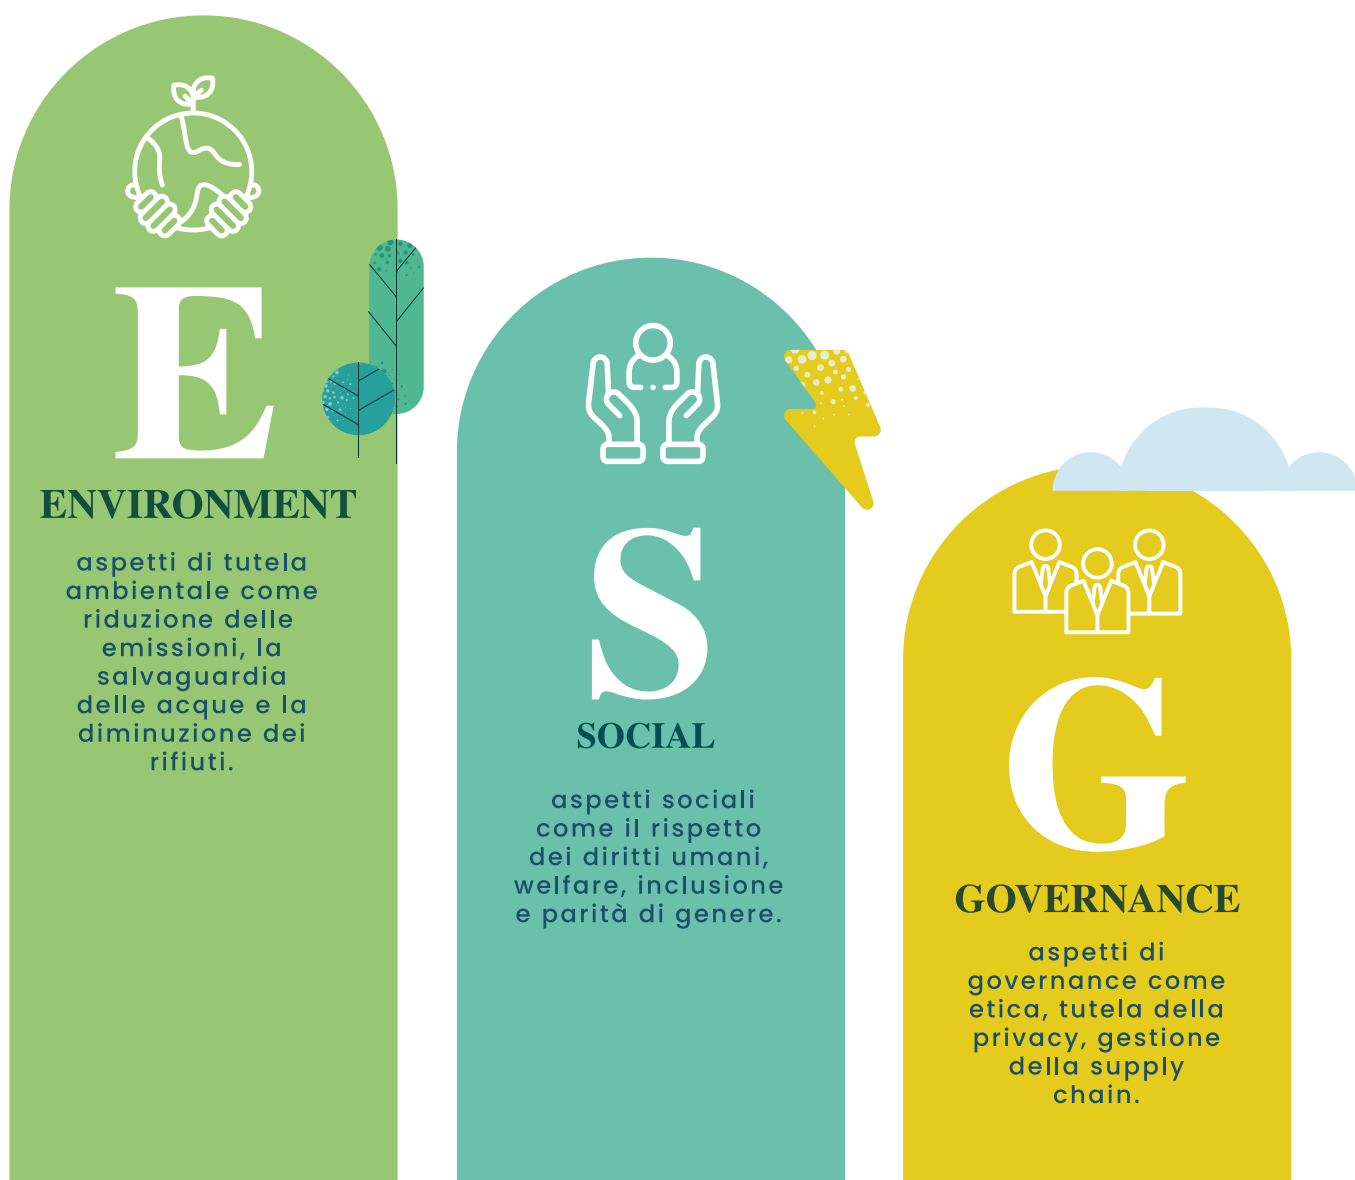 E
ENVIRONMENT
aspetti di tutela
ambientale come
riduzione delle
emissioni, la
salvaguardia
delle acque e la
diminuzione dei
rifiuti.
S
SOCIAL
aspetti sociali
come il rispetto
dei diritti umani,
welfare, inclusione
e parità di genere.
G
GOVERNANCE
aspetti di
governance come
etica, tutela della
privacy, gestione
della supply
chain.